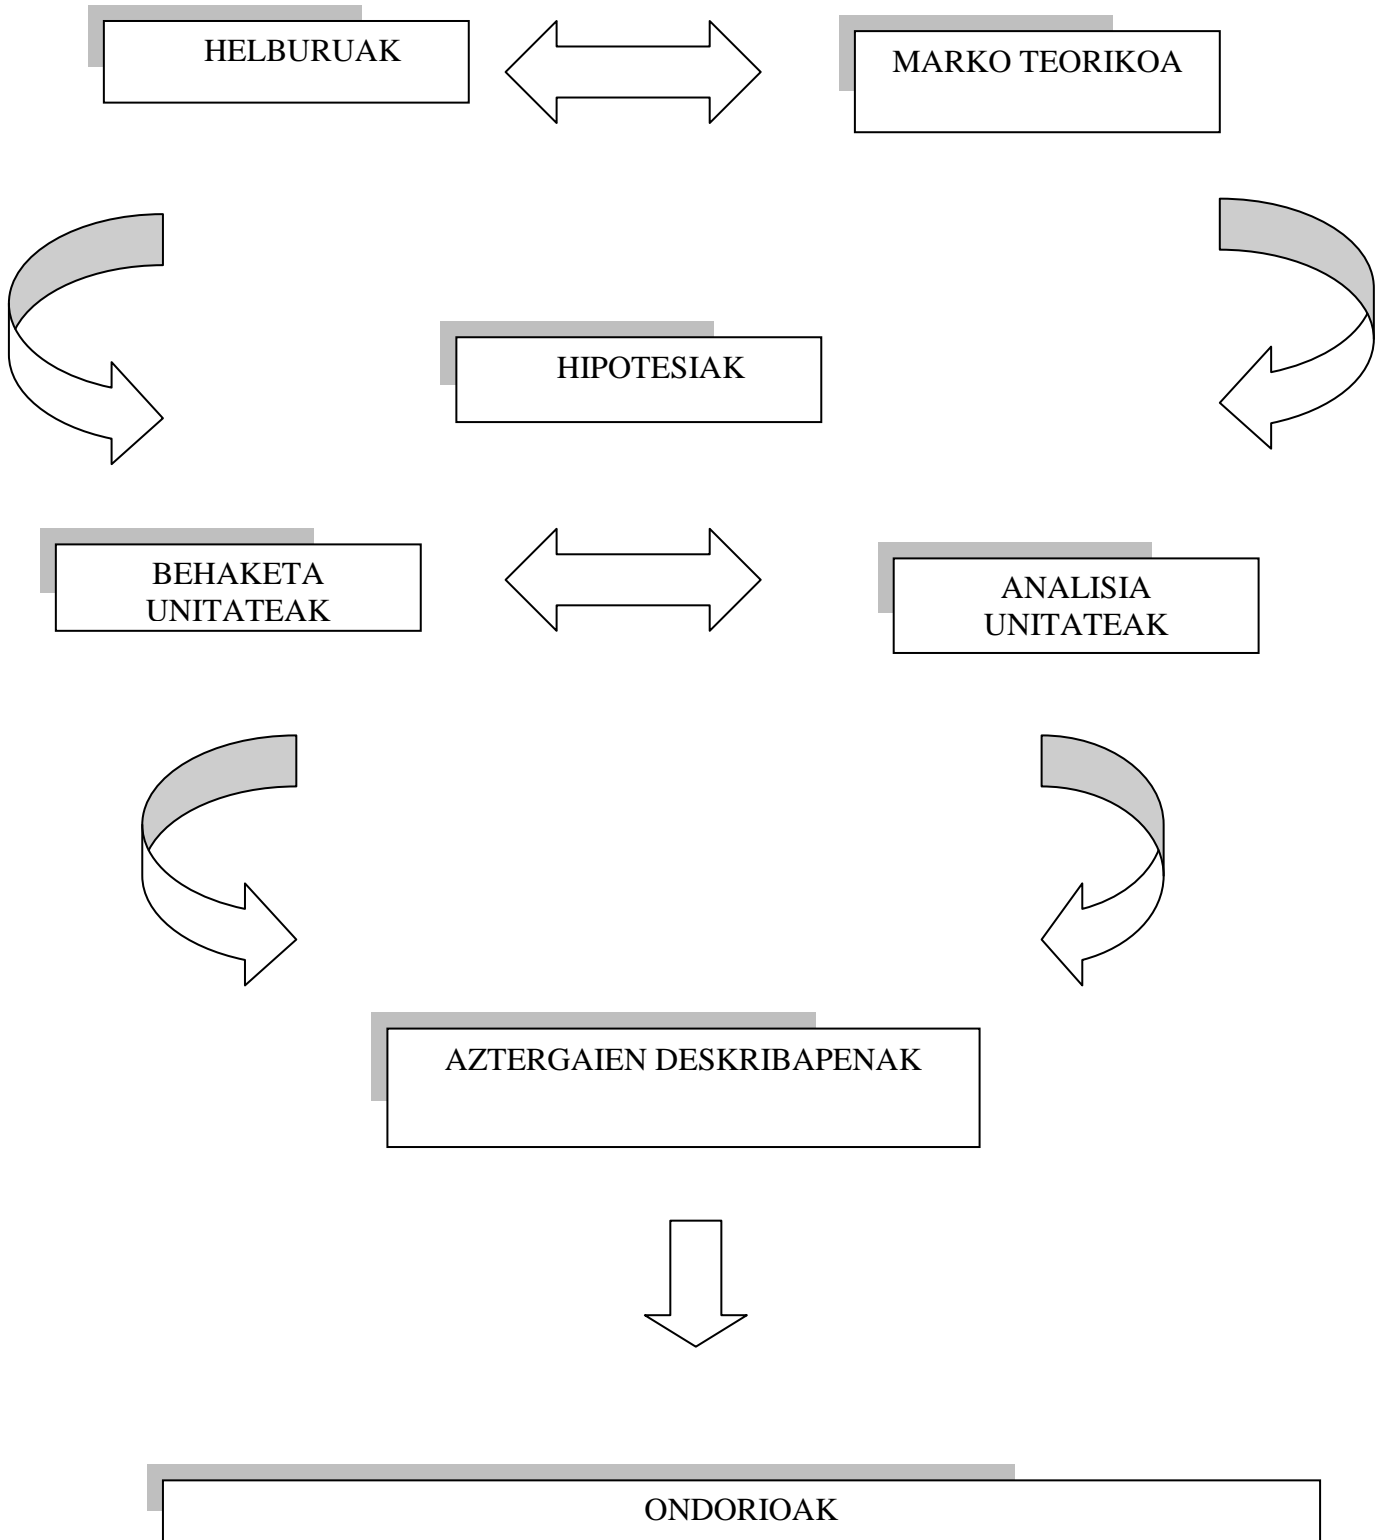 HELBURUAK
MARKO TEORIKOA
HIPOTESIAK
BEHAKETA
UNITATEAK
ANALISIA
UNITATEAK
AZTERGAIEN DESKRIBAPENAK
ONDORIOAK